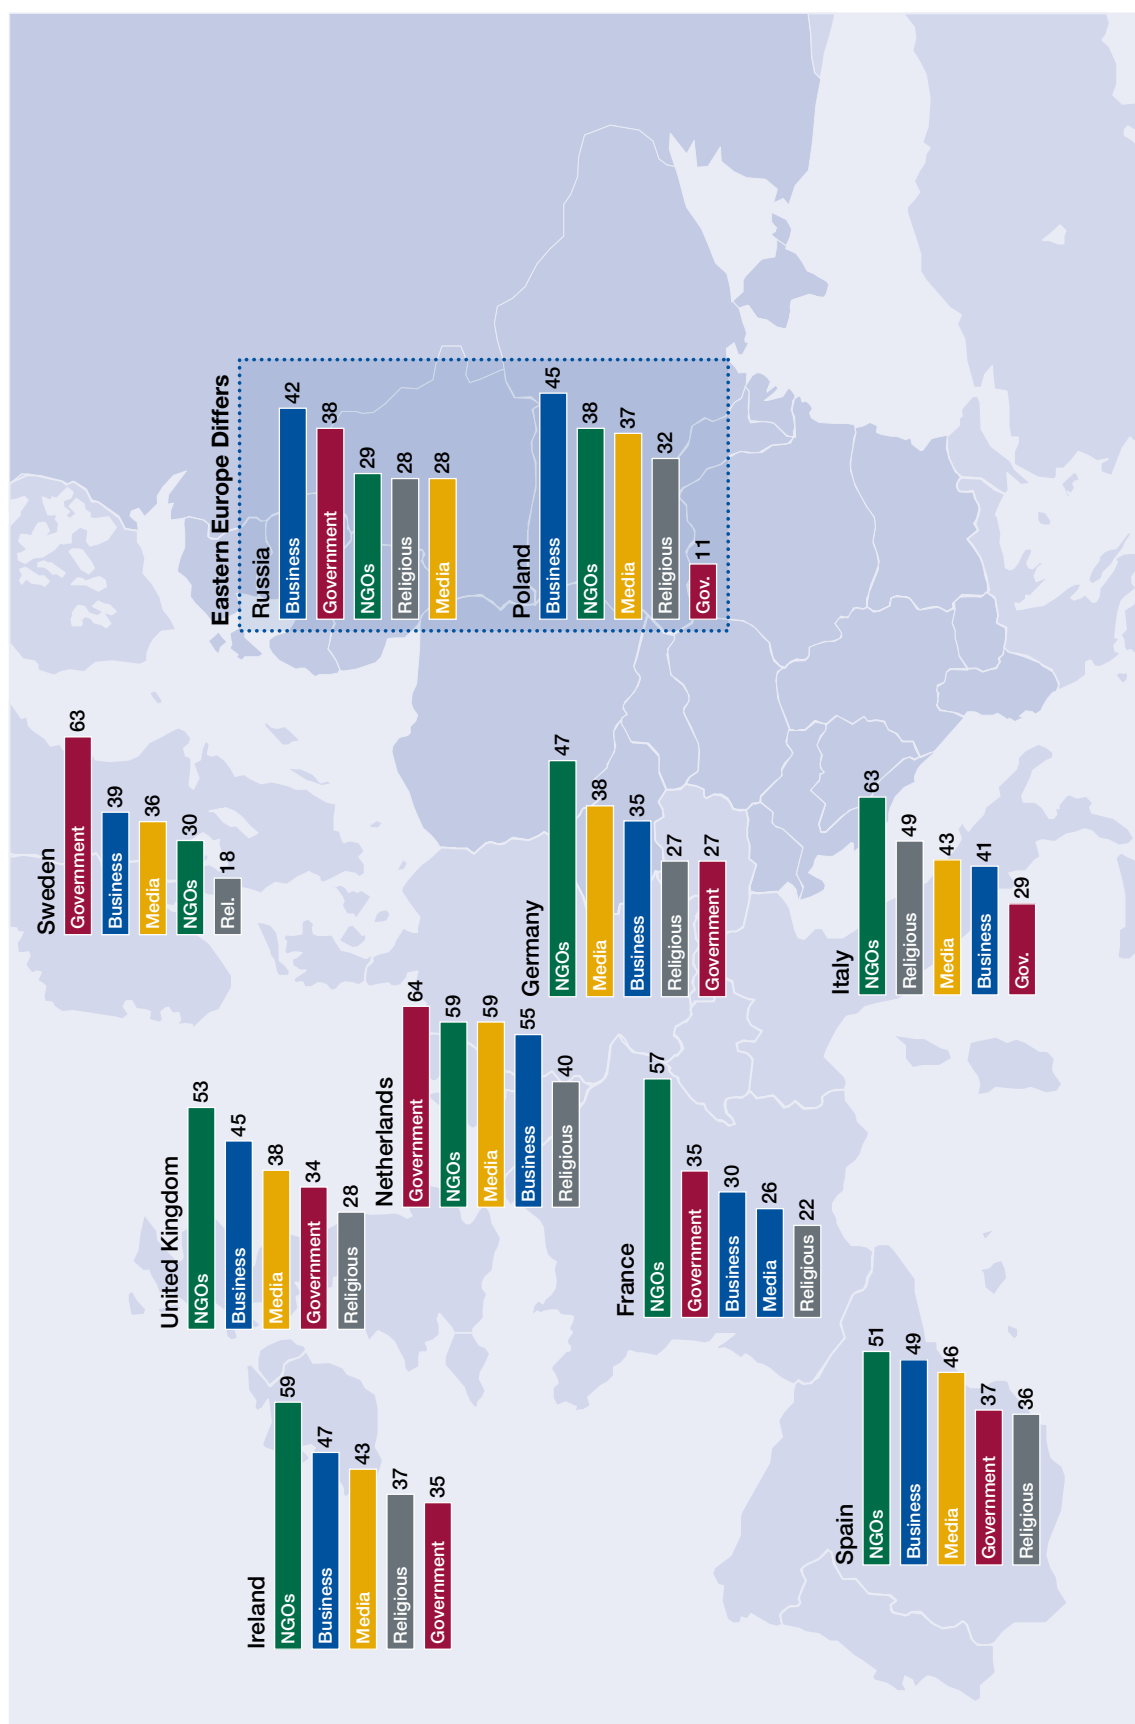 Sweden
Government 63
Business 39
Media 36
NGOs 30
Rel. 18
United Kingdom
NGOs 53
Business 45
Media 38
Government 34
Religious 28
Eastern Europe Differs
Russia
Business 42
Government 38
NGOs 29
Religious 28
Media 28
Ireland
NGOs 59
Business 47
Media 43
Religious 37
Government 35
Netherlands
Government 64
NGOs 59
Media 59
Business 55
Religious 40
Poland
Business 45
NGOs 38
Media 37
Religious 32
Gov. 11
Germany
NGOs 47
Media 38
Business 35
Religious 27
Government 27
France
NGOs 57
Government 35
Business 30
Media 26
Religious 22
Italy
NGOs 63
Religious 49
Media 43
Business 41
Gov. 29
Spain
NGOs 51
Business 49
Media 46
Government 37
Religious 36